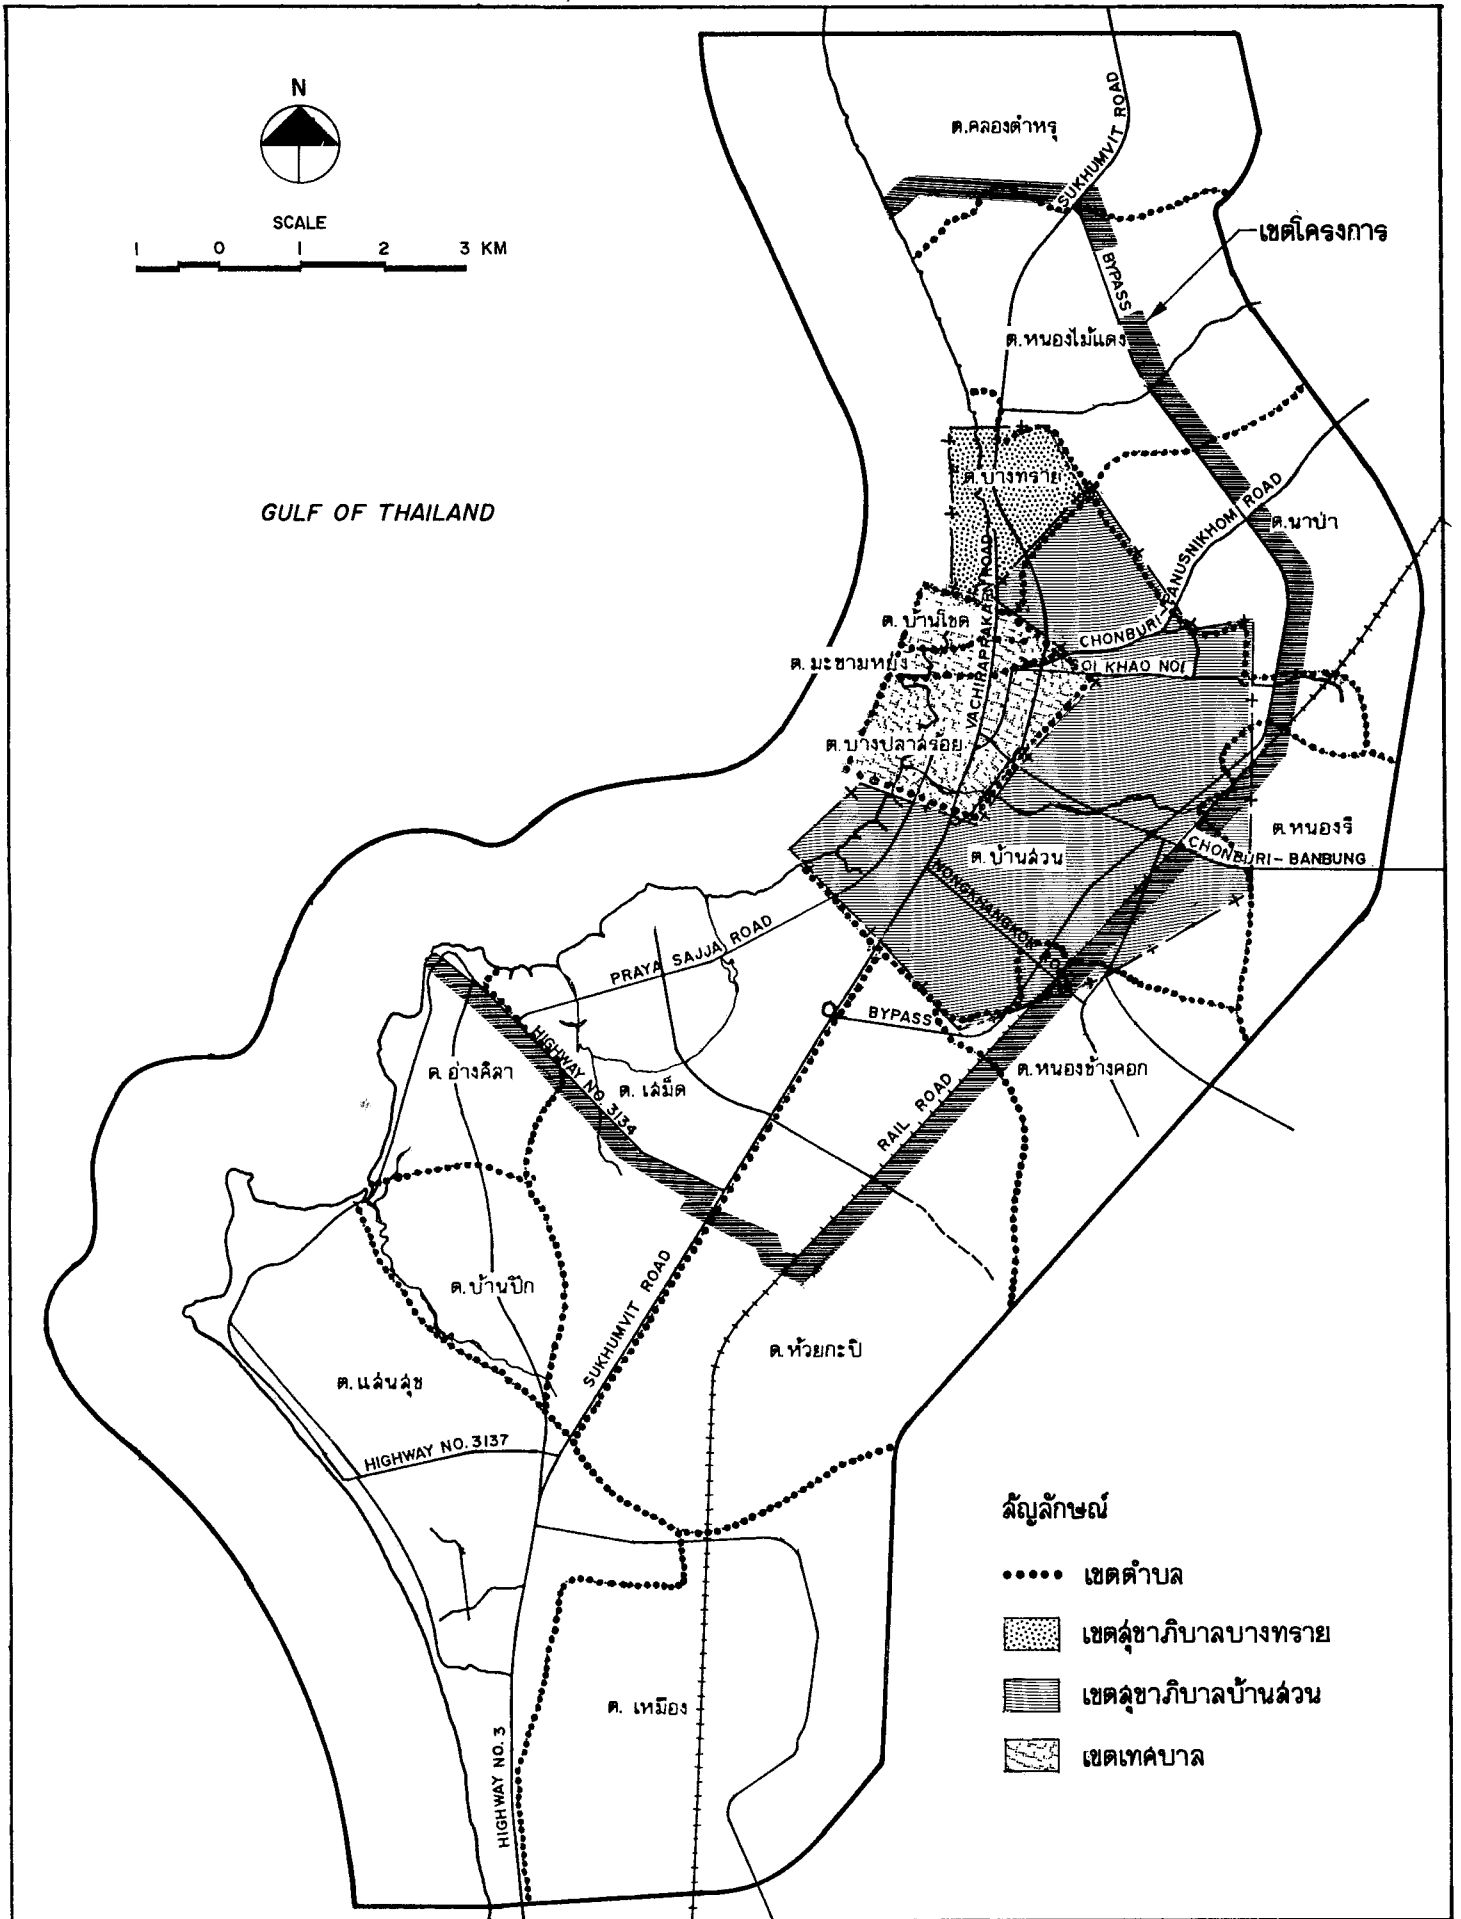 N
SCALE
1 0 1 2 3 KM
GULF OF THAILAND
ต.คลองตำหรุ
SUKHUMVIT ROAD
เขตโครงการ
BYPASS
ต.หนองไม้แดง
ต.บางทราย
CHONBURI-PANUSNIKHOM ROAD
ต.นาป่า
VACHIRAPRAKARN ROAD
ต. บ้านโขด
ต. มะขามหย่ง
SOI KHAO NOI
ต.บางปลาสร้อย
ต.หนองรี
ต.บ้านสวน
CHONBURI-BANBUNG
NONGKHANGKOK
PRAYA SAJJA ROAD
BYPASS
HIGHWAY NO. 3134
ต.อ่างศิลา
ต. เสม็ด
ต.หนองข้างคอก
RAIL ROAD
ต.บ้านปึก
SUKHUMVIT ROAD
ต.ห้วยกะปิ
ต.แสนสุข
HIGHWAY NO. 3137
ต. เหมือง
HIGHWAY NO. 3
สัญลักษณ์
เขตตำบล
เขตสุขาภิบาลบางทราย
เขตสุขาภิบาลบ้านสวน
เขตเทศบาล